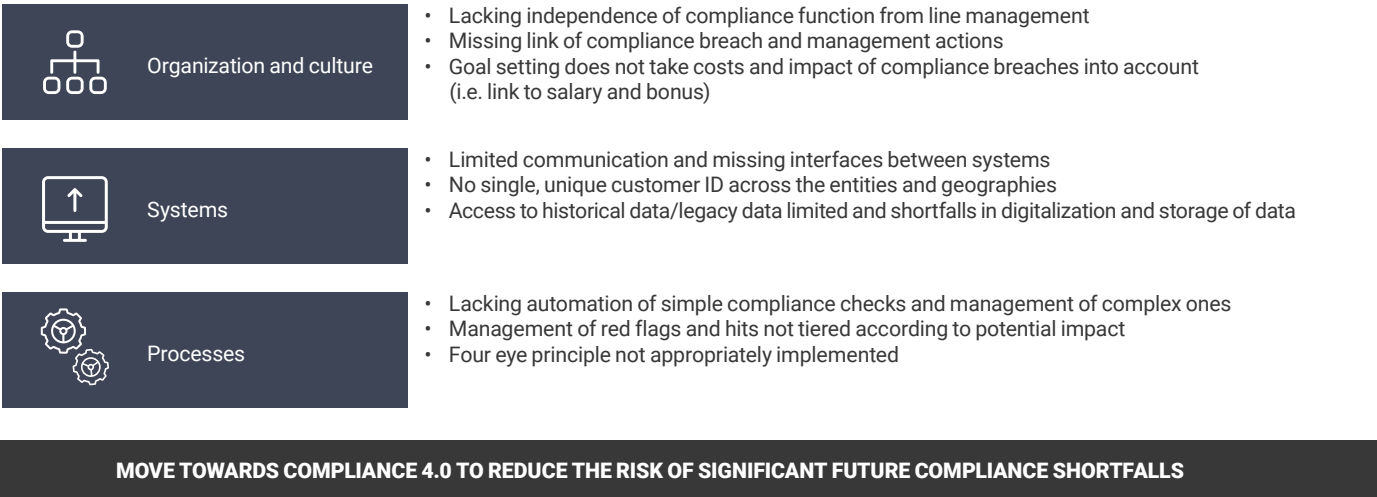 Organization and culture
• Lacking independence of compliance function from line management
• Missing link of compliance breach and management actions
• Goal setting does not take costs and impact of compliance breaches into account
(i.e. link to salary and bonus)
Systems
• Limited communication and missing interfaces between systems
• No single, unique customer ID across the entities and geographies
• Access to historical data/legacy data limited and shortfalls in digitalization and storage of data
Processes
• Lacking automation of simple compliance checks and management of complex ones
• Management of red flags and hits not tiered according to potential impact
• Four eye principle not appropriately implemented
MOVE TOWARDS COMPLIANCE 4.0 TO REDUCE THE RISK OF SIGNIFICANT FUTURE COMPLIANCE SHORTFALLS